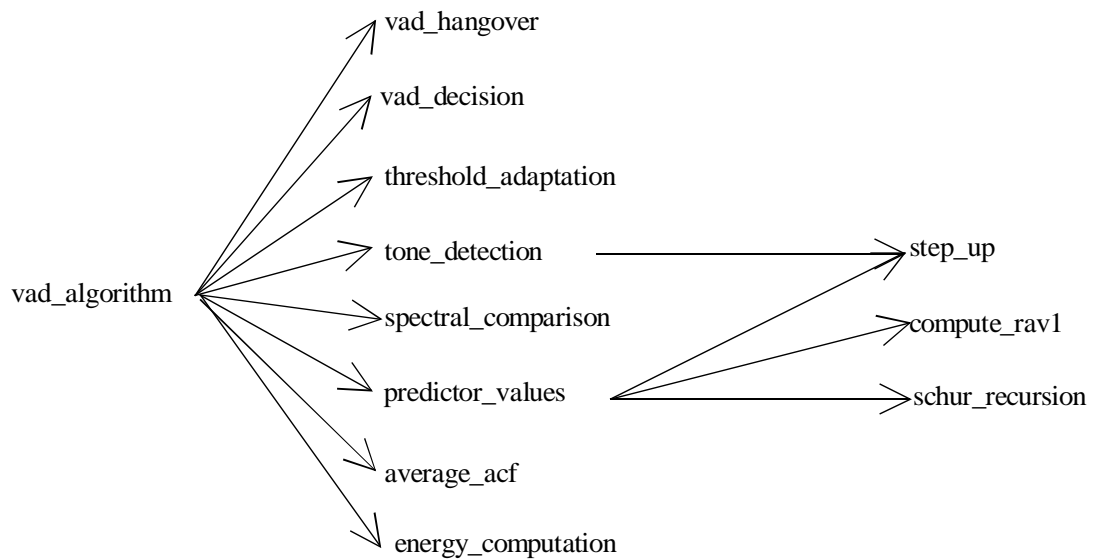 vad_hangover
vad_decision
threshold_adaptation
tone_detection
step_up
vad_algorithm
spectral_comparison
compute_rav1
predictor_values
schur_recursion
average_acf
energy_computation